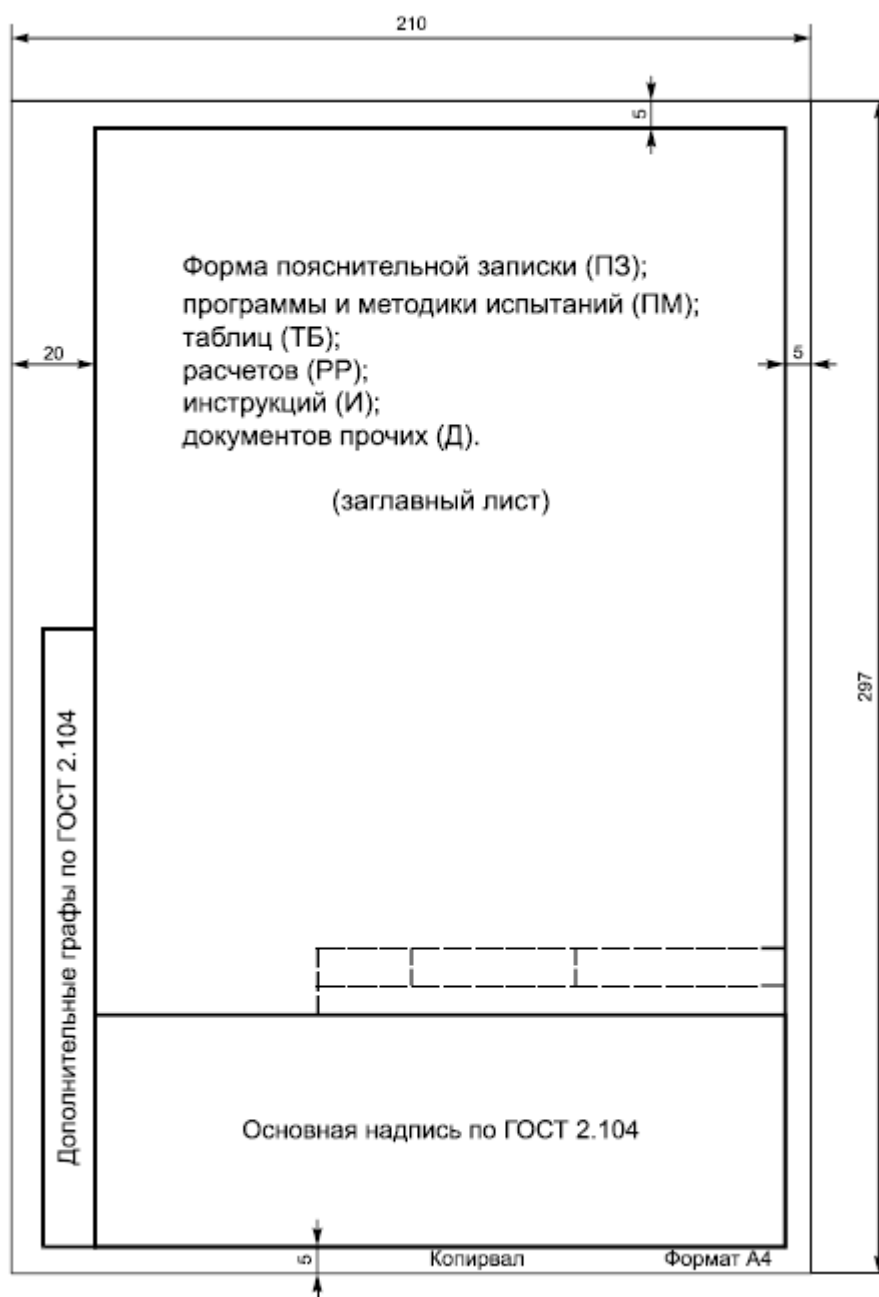 210
5
Форма пояснительной записки (ПЗ);
программы и методики испытаний (ПМ);
таблиц (ТБ);
20
5
расчетов (РР);
инструкций (И);
документов прочих (Д).
(заглавный лист)
297
Дополнительные графы по ГОСТ 2.104
Основная надпись по ГОСТ 2.104
5
Копирвал
Формат А4